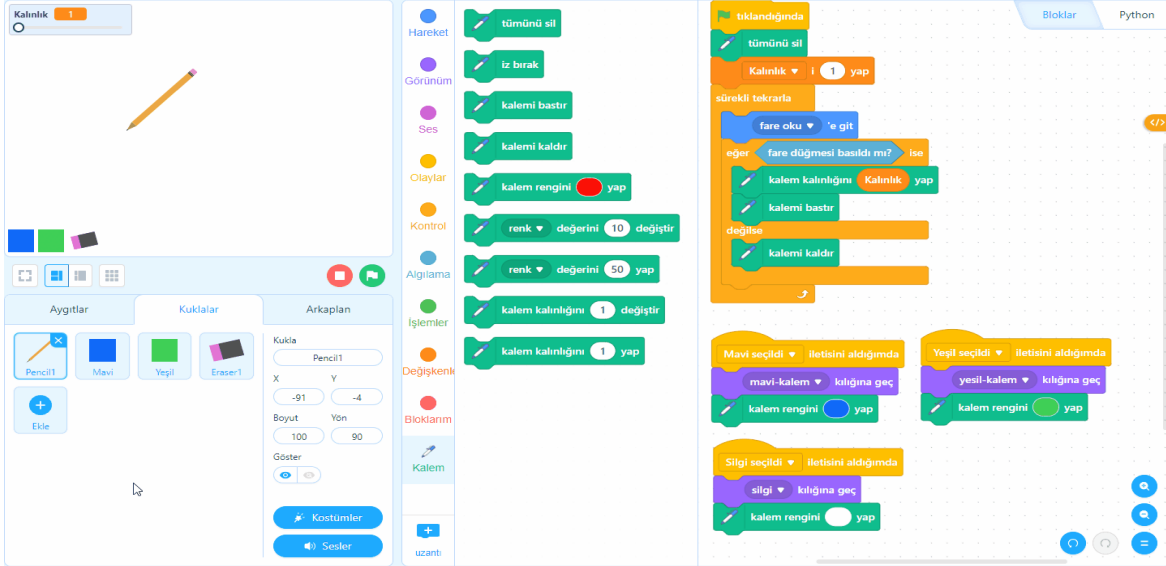 Kalınlık 1
Aygıtlar
Kuklalar
Arkaplan
Pencil1
Mavi
Yeşil
Eraser1
Ekle
Kukla
Pencil1
X
Y
-91
-4
Boyut
Yön
100
90
Göster
Kostümler
Sesler
Hareket
Görünüm
Ses
Olaylar
Kontrol
Algılama
İşlemler
Değişkenl
Bloklarım
Kalem
uzantı
tümünü sil
iz bırak
kalemi bastır
kalemi kaldır
kalem rengini yap
renk değerini 10 değiştir
renk değerini 50 yap
kalem kalınlığını 1 değiştir
kalem kalınlığını 1 yap
Bloklar
Python
</>
tıklandığında
tümünü sil
Kalınlık i 1 yap
sürekli tekrarla
fare oku 'e git
eğer fare düğmesi basıldı mı? ise
kalem kalınlığını Kalınlık yap
kalemi bastır
değilse
kalemi kaldır
Mavi seçildi iletisini aldığımda
mavi-kalem kılığına geç
kalem rengini yap
Yeşil seçildi iletisini aldığımda
yesil-kalem kılığına geç
kalem rengini yap
Silgi seçildi iletisini aldığımda
silgi kılığına geç
kalem rengini yap